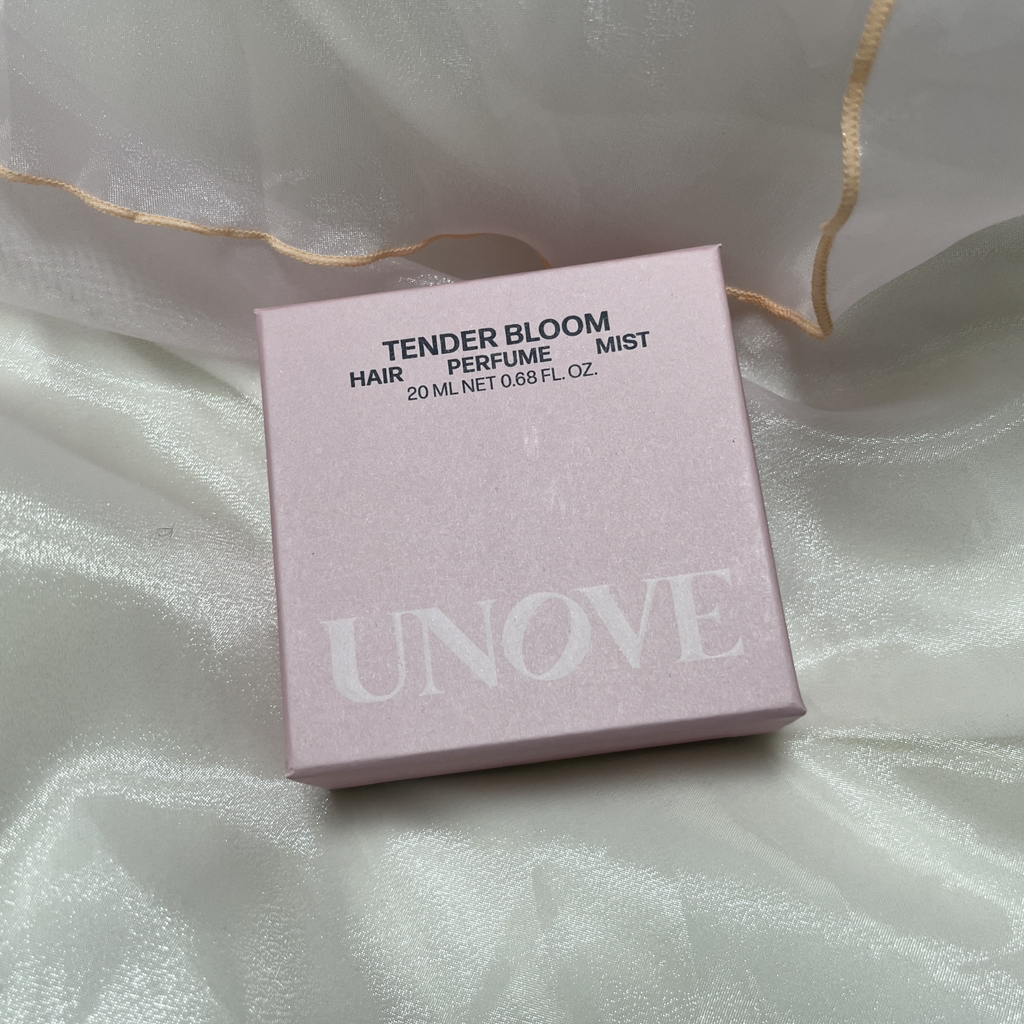 TENDER BLOOM
HAIR PERFUME MIST
20 ML NET 0.68 FL. OZ.
UNOVE